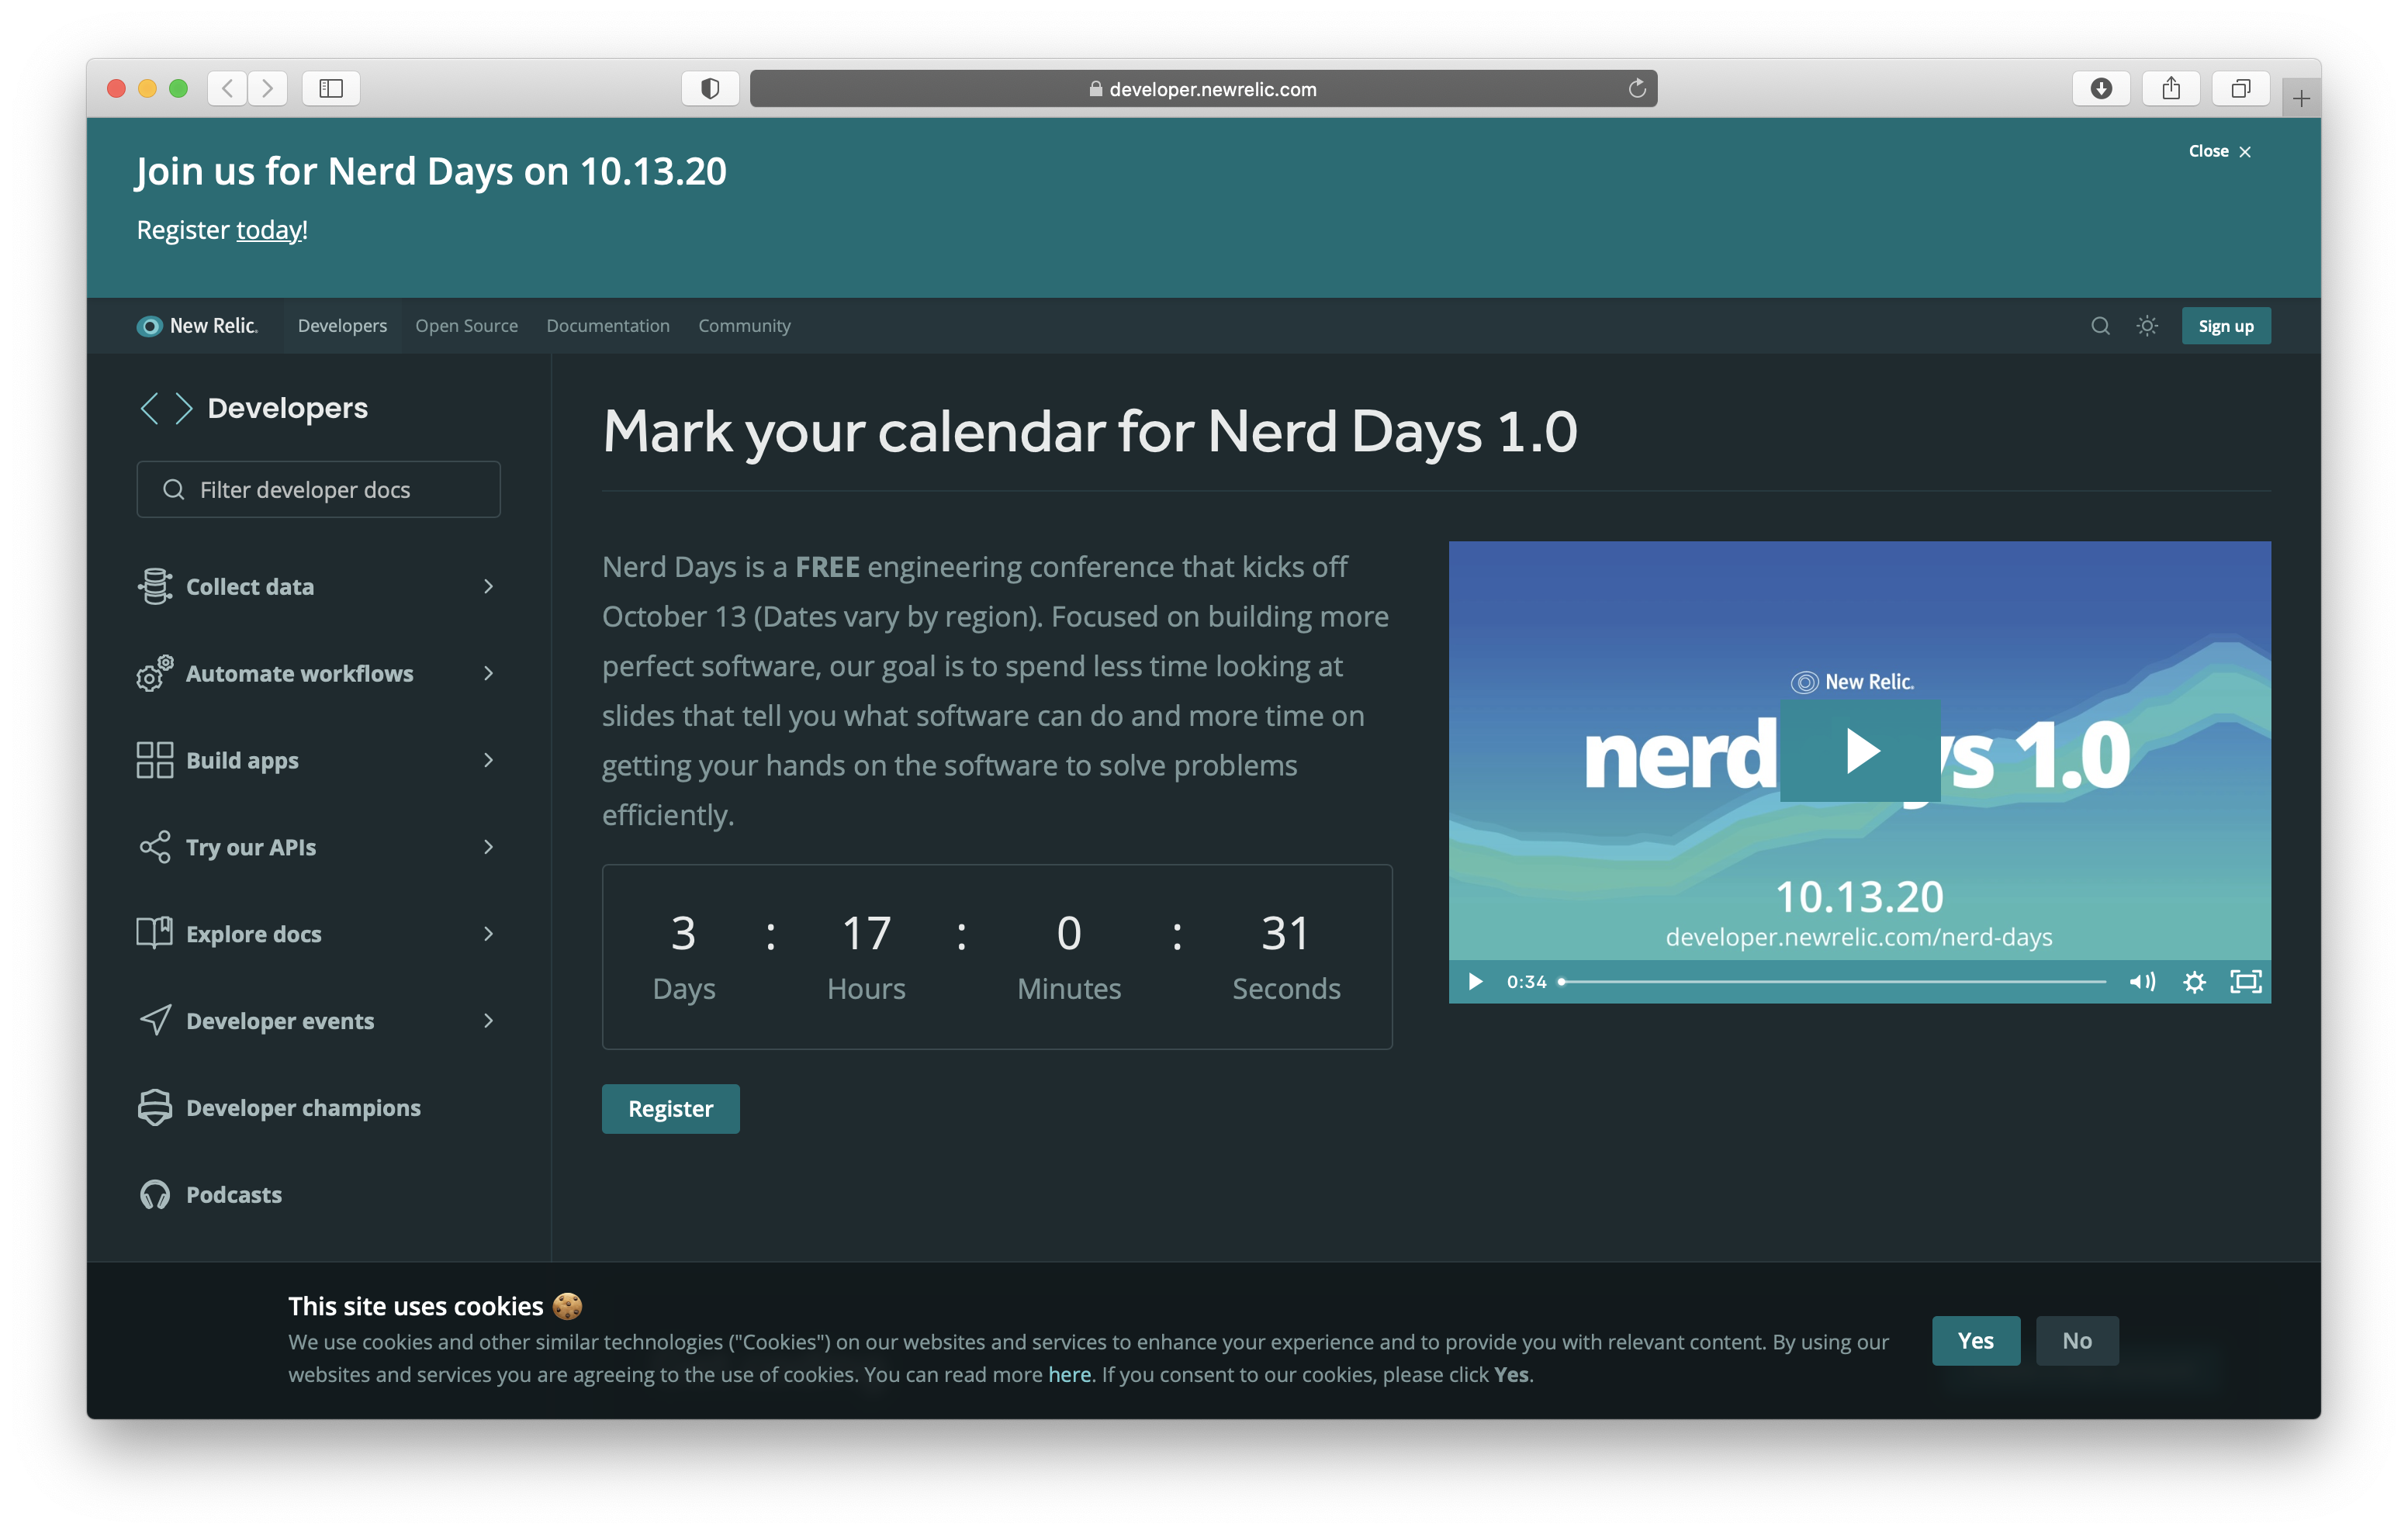 developer.newrelic.com
Join us for Nerd Days on 10.13.20
Close
Register today!
New Relic.
Developers
Open Source
Documentation
Community
Sign up
Developers
Filter developer docs
Collect data
Automate workflows
Build apps
Try our APIs
Explore docs
Developer events
Developer champions
Podcasts
Mark your calendar for Nerd Days 1.0
Nerd Days is a FREE engineering conference that kicks off
October 13 (Dates vary by region). Focused on building more
perfect software, our goal is to spend less time looking at
slides that tell you what software can do and more time on
getting your hands on the software to solve problems
efficiently.
3 : 17 : 0 : 31
Days Hours Minutes Seconds
Register
New Relic.
nerd 1.0
10.13.20
developer.newrelic.com/nerd-days
0:34
This site uses cookies 🍪
We use cookies and other similar technologies ("Cookies") on our websites and services to enhance your experience and to provide you with relevant content. By using our
websites and services you are agreeing to the use of cookies. You can read more here. If you consent to our cookies, please click Yes.
Yes
No